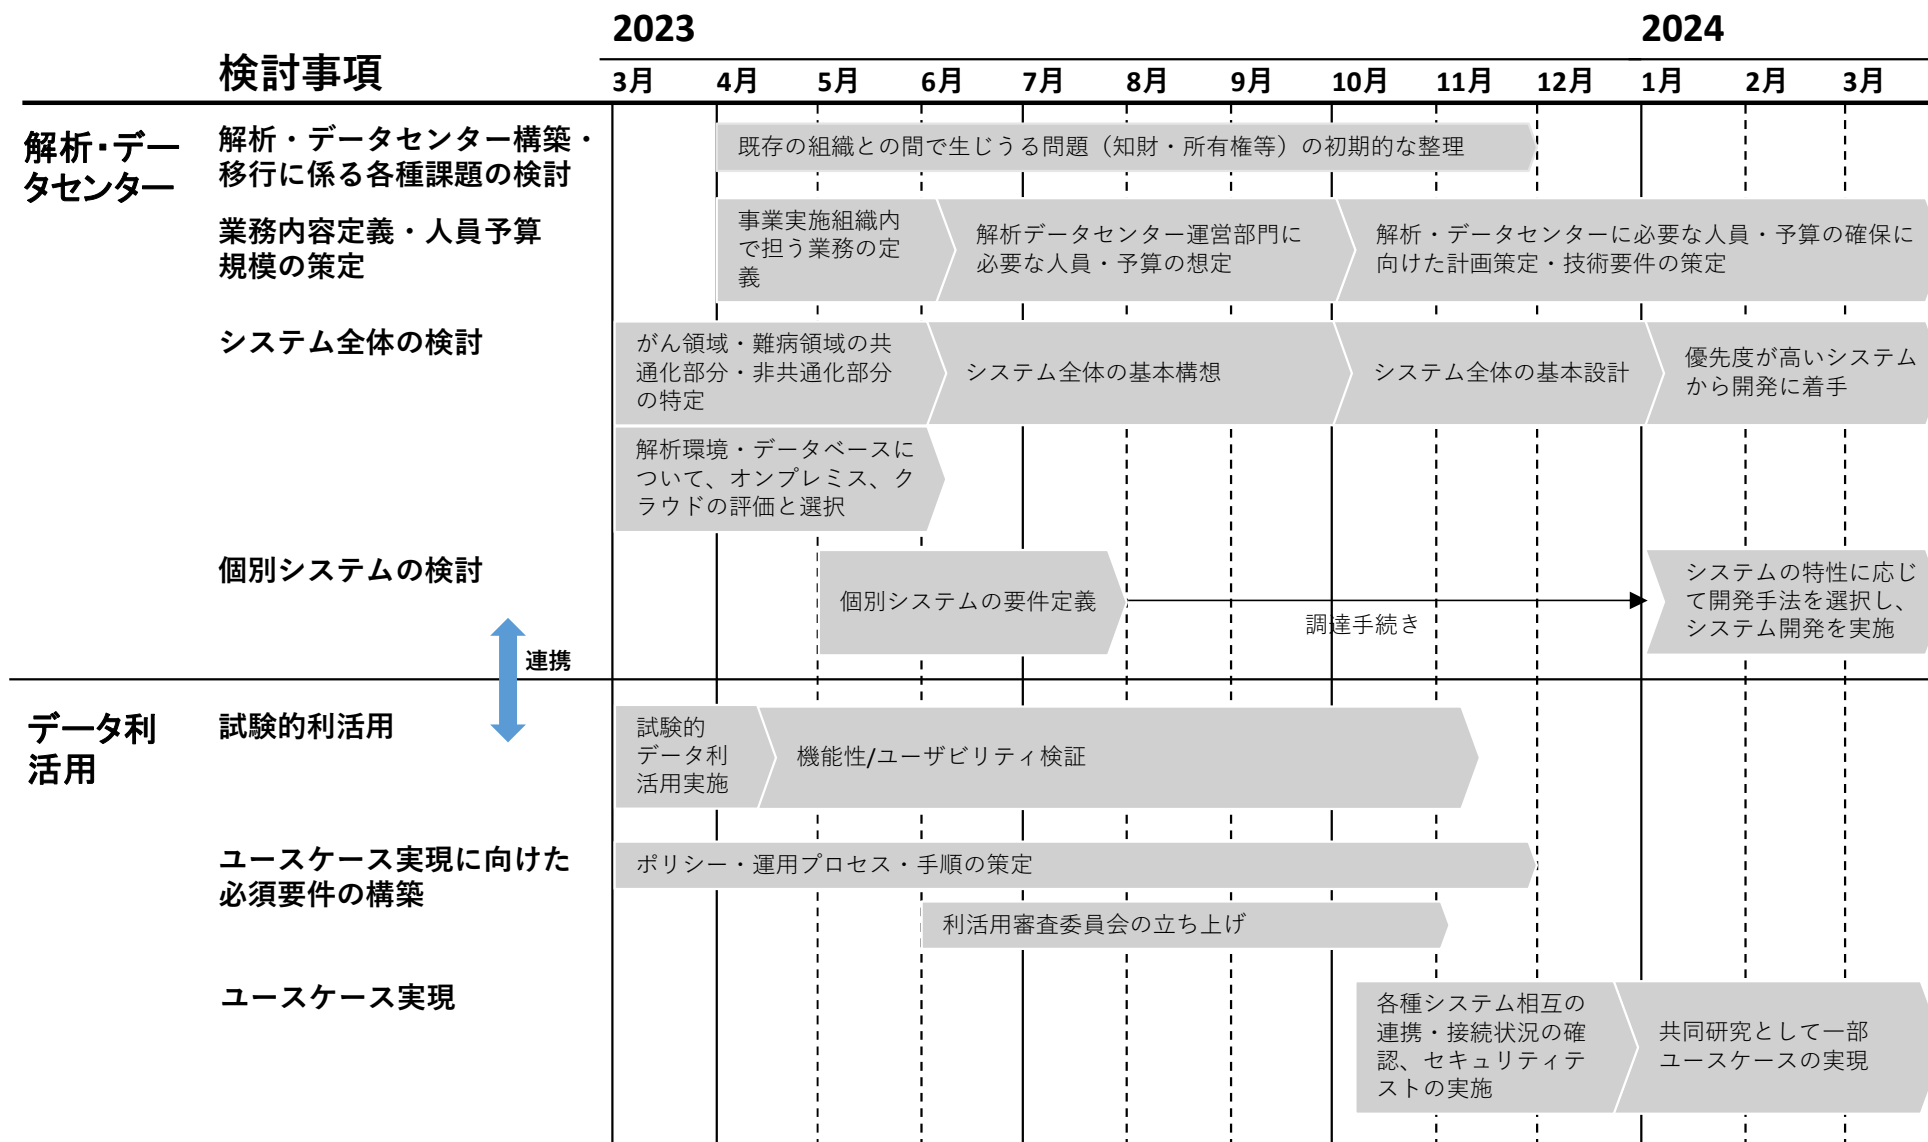 2023
2024
検討事項
3月 4月 5月 6月 7月 8月 9月 10月 11月 12月 1月 2月 3月
解析・デー
タセンター
解析・データセンター構築・
移行に係る各種課題の検討
既存の組織との間で生じうる問題（知財・所有権等）の初期的な整理
業務内容定義・人員予算
規模の策定
事業実施組織内
で担う業務の定
義
解析データセンター運営部門に
必要な人員・予算の想定
解析・データセンターに必要な人員・予算の確保に
向けた計画策定・技術要件の策定
システム全体の検討
がん領域・難病領域の共
通化部分・非共通化部分
の特定
システム全体の基本構想
システム全体の基本設計
優先度が高いシステム
から開発に着手
解析環境・データベースに
ついて、オンプレミス、ク
ラウドの評価と選択
個別システムの検討
個別システムの要件定義
調達手続き
システムの特性に応じ
て開発手法を選択し、
システム開発を実施
連携
データ利
活用
試験的利活用
試験的
データ利
活用実施
機能性/ユーザビリティ検証
ユースケース実現に向けた
必須要件の構築
ポリシー・運用プロセス・手順の策定
利活用審査委員会の立ち上げ
ユースケース実現
各種システム相互の
連携・接続状況の確
認、セキュリティテ
ストの実施
共同研究として一部
ユースケースの実現